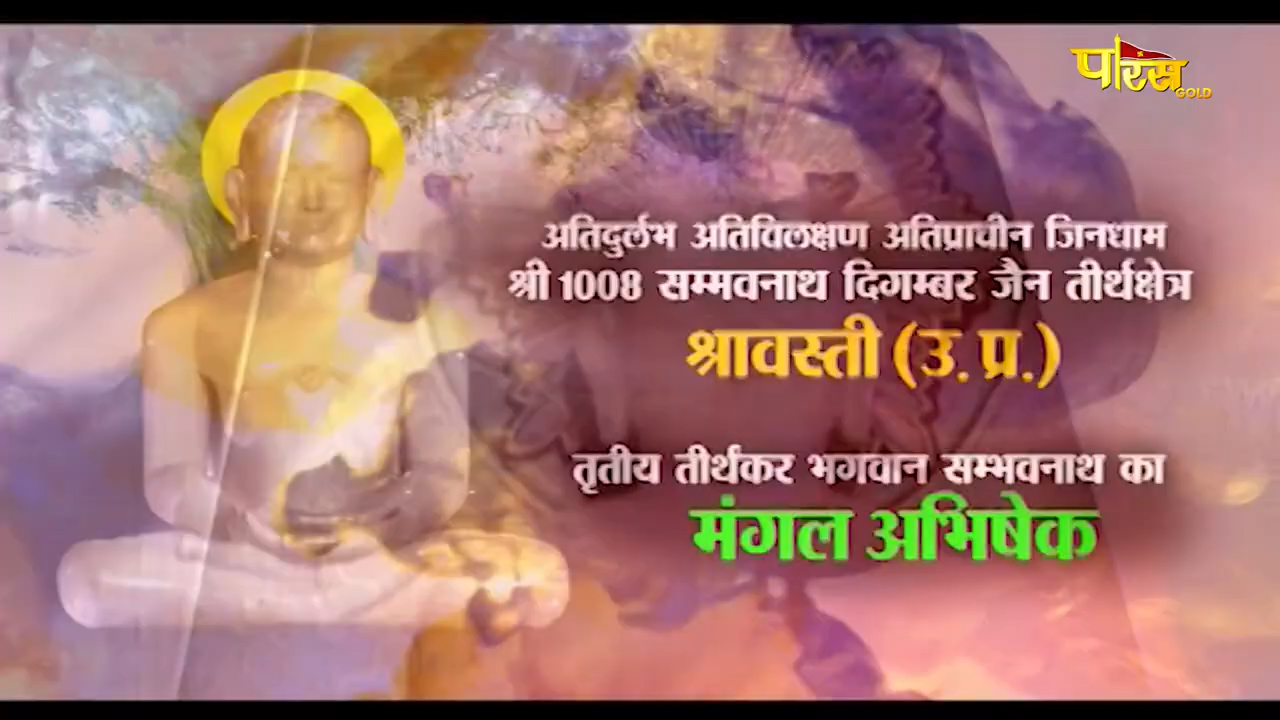 पारस
GOLD
अतिदुर्लभ अतिविलक्षण अतिप्राचीन जिनधाम
श्री 1008 सम्मवनाथ दिगम्बर जैन तीर्थक्षेत्र
श्रावस्ती (उ. प्र.)
तृतीय तीर्थकर भगवान सम्भवनाथ का
मंगल अभिषेक